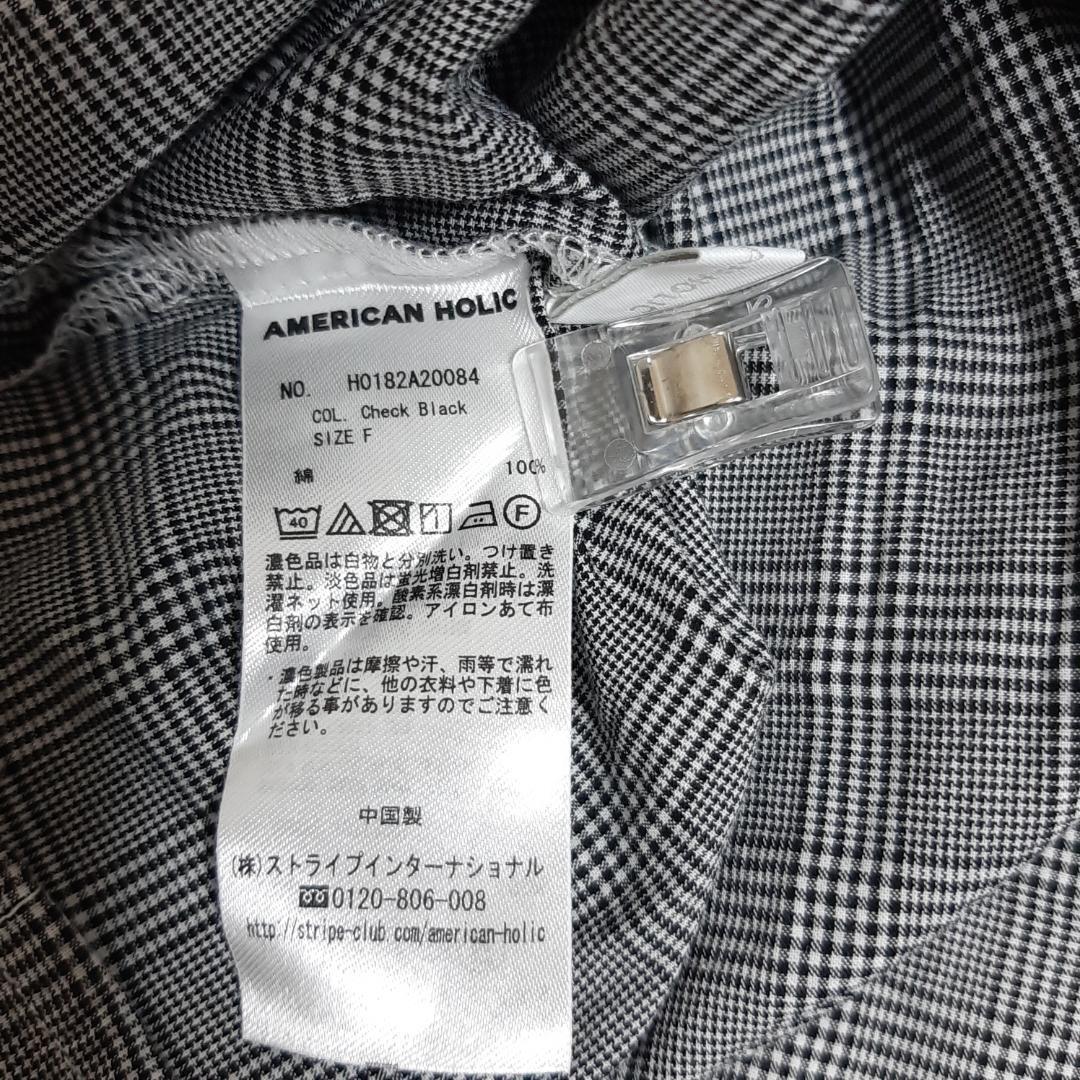 AMERICAN HOLIC
NO. H0182A20084
COL. Check Black
SIZE F
綿 100%
40 F
濃色品は白物と分別洗い。つけ置き
禁止。淡色品は蛍光増白剤禁止。洗
濯ネット使用。酸素系漂白剤時は漂
白剤の表示を確認。アイロンあて布
使用。
・濃色製品は摩擦や汗、雨等で濡れ
た時などに、他の衣料や下着に色
が移る事がありますのでご注意く
ださい。
中国製
(株)ストライプインターナショナル
0120-806-008
http://stripe-club.com/american-holic